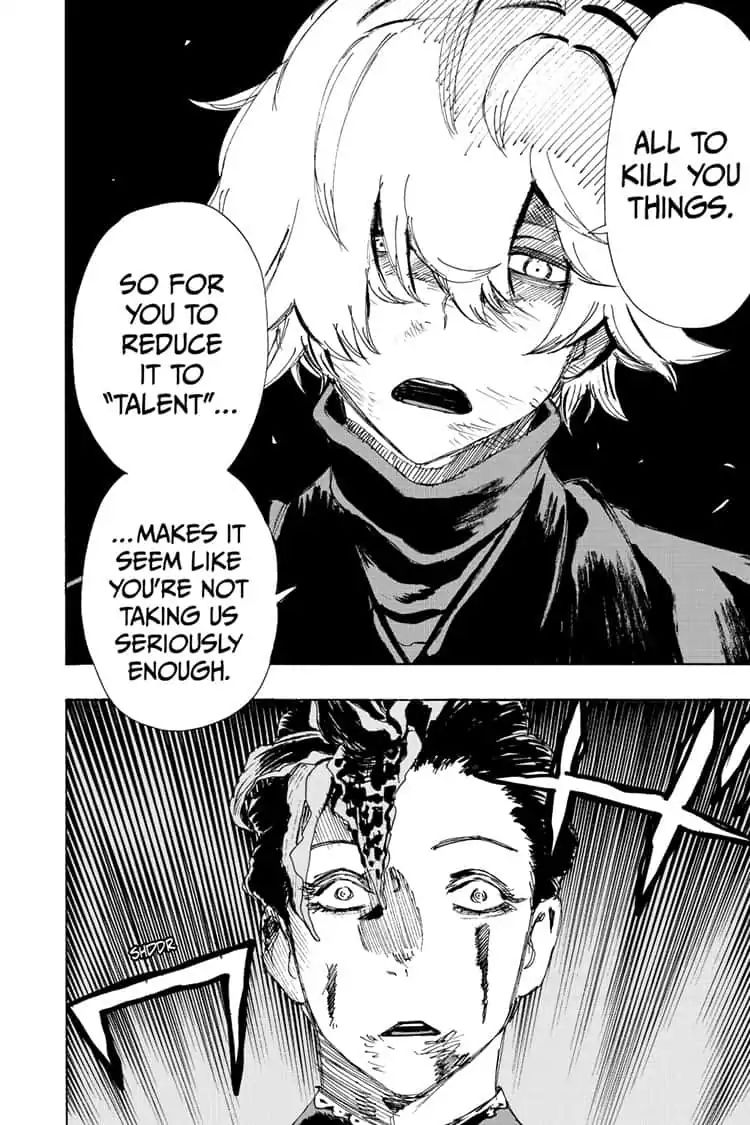 ALL TO
KILL YOU
THINGS.
SO FOR
YOU TO
REDUCE
IT TO
“TALENT”...
...MAKES IT
SEEM LIKE
YOU’RE NOT
TAKING US
SERIOUSLY
ENOUGH.
SHDDR